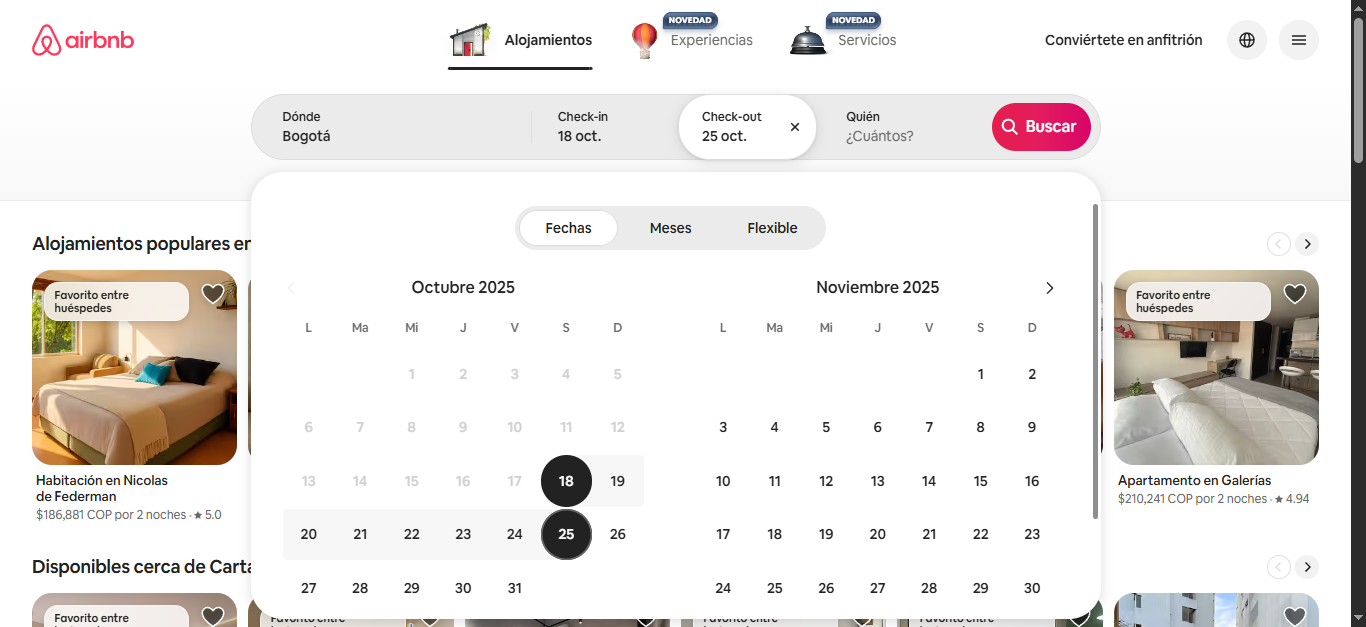 airbnb
Alojamientos
NOVEDAD
Experiencias
NOVEDAD
Servicios
Conviértete en anfitrión
Dónde
Bogotá
Check-in
18 oct.
Check-out
25 oct.
Quién
¿Cuántos?
Buscar
Fechas
Meses
Flexible
Alojamientos populares en
Octubre 2025
Noviembre 2025
L Ma Mi J V S D
L Ma Mi J V S D
1 2 3 4 5
1 2
6 7 8 9 10 11 12
3 4 5 6 7 8 9
13 14 15 16 17 18 19
10 11 12 13 14 15 16
20 21 22 23 24 25 26
17 18 19 20 21 22 23
27 28 29 30 31
24 25 26 27 28 29 30
Favorito entre
huéspedes
Habitación en Nicolas
de Federman
$186,881 COP por 2 noches · ★ 5.0
Favorito entre
huéspedes
Apartamento en Galerías
$210,241 COP por 2 noches · ★ 4.94
Disponibles cerca de Carta
Favorito entre
Favorito entre
Favorito entre
Favorito entre